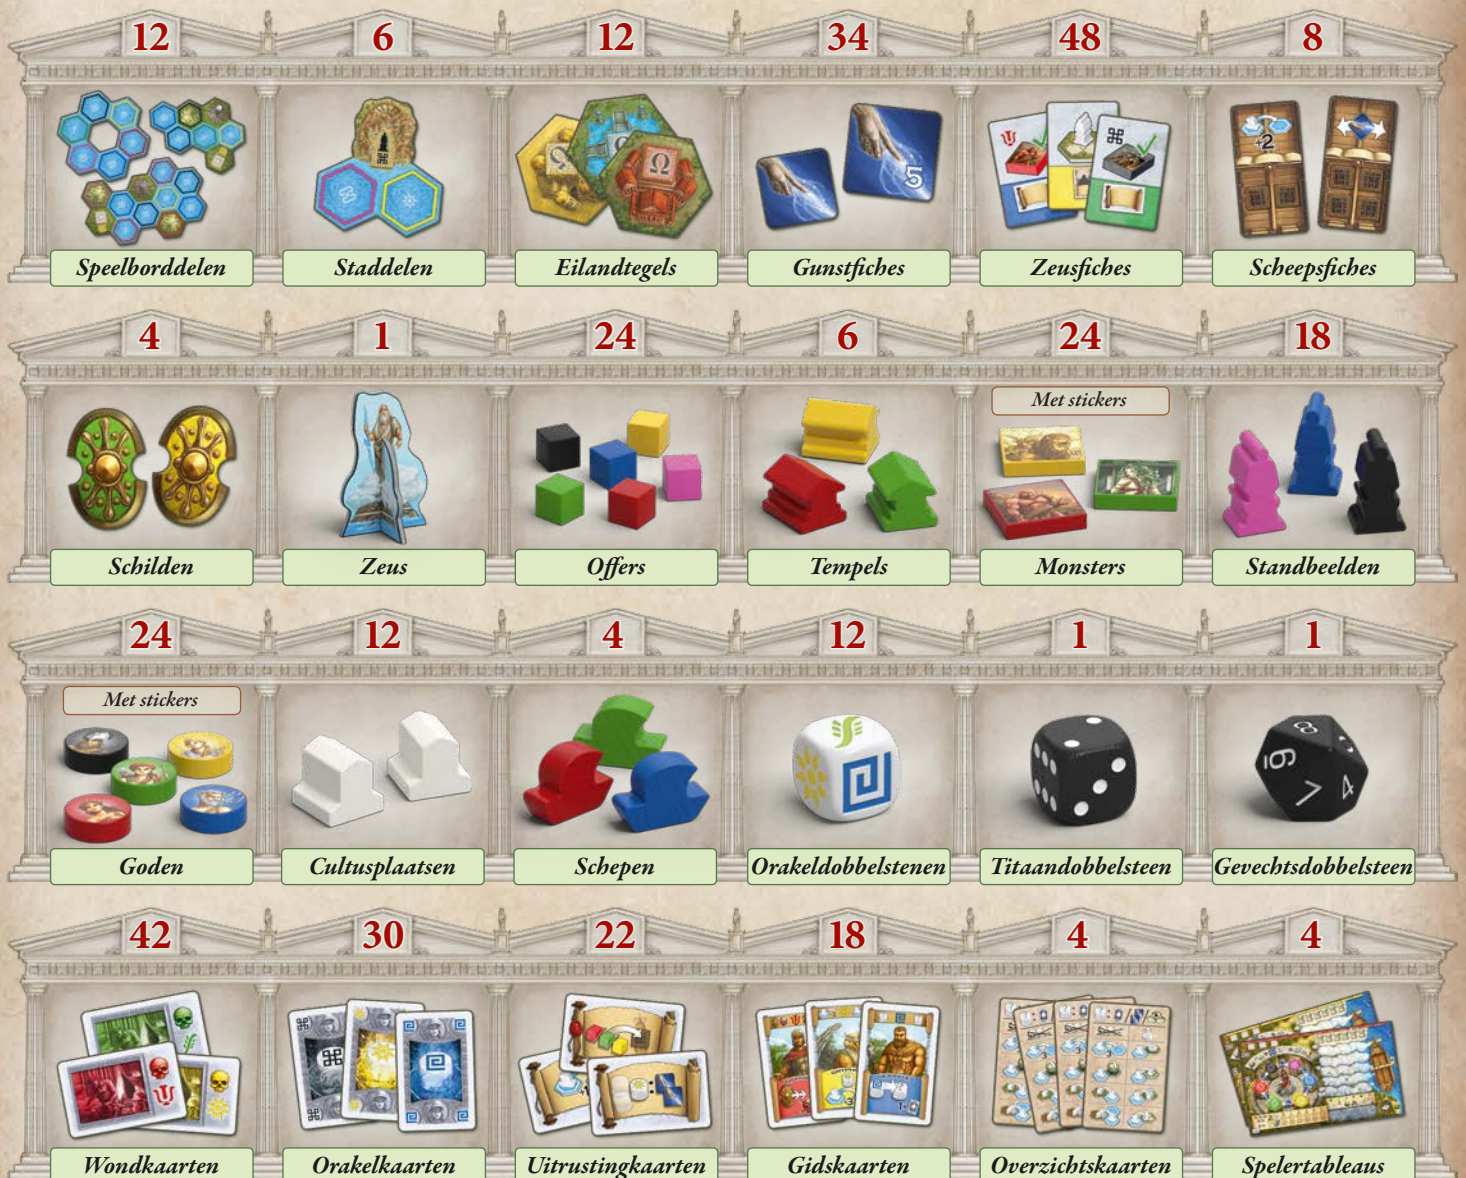 12 6 12 34 48 8
+2
5
Speelborddelen Staddelen Eilandtegels Gunstfiches Zeusfiches Scheepsfiches
4 1 24 6 24 18
Met stickers
Schilden Zeus Offers Tempels Monsters Standbeelden
24 12 4 12 1 1
Met stickers
Goden Cultusplaatsen Schepen Orakeldobbelstenen Titaandobbelsteen Gevechtsdobbelsteen
42 30 22 18 4 4
Wondkaarten Orakelkaarten Uitrustingkaarten Gidskaarten Overzichtskaarten Spelertableaus